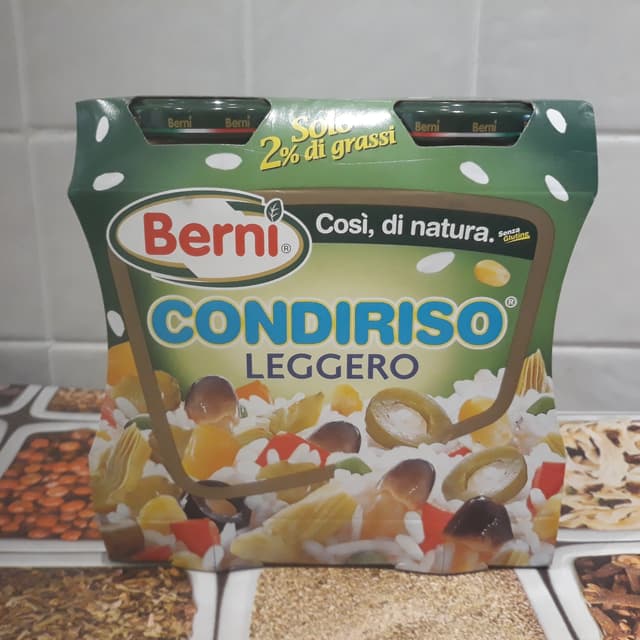 Berni Berni
Berni Berni
Solo
2% di grassi
Berni®
Così, di natura.
Senza
Glutine
CONDIRISO®
LEGGERO